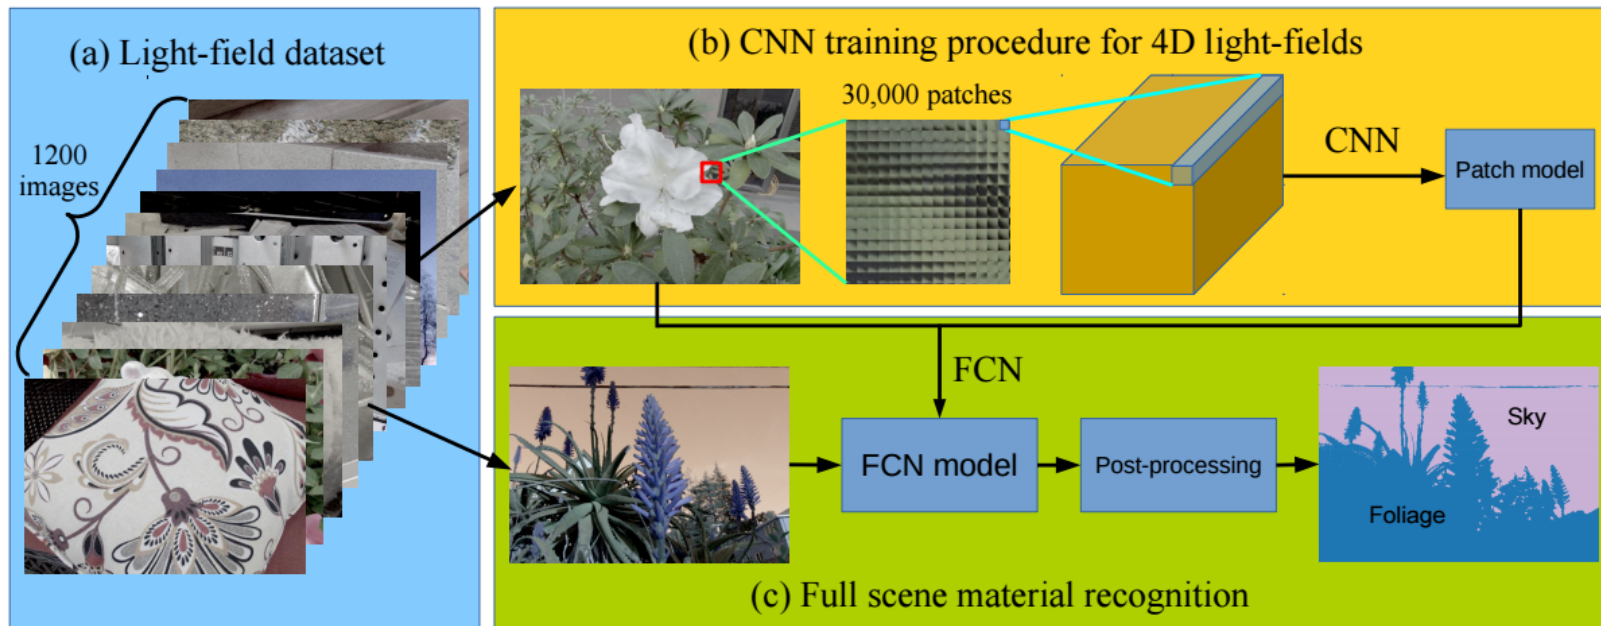 (a) Light-field dataset
1200
images
(b) CNN training procedure for 4D light-fields
30,000 patches
CNN
Patch model
FCN
FCN model
Post-processing
Sky
Foliage
(c) Full scene material recognition